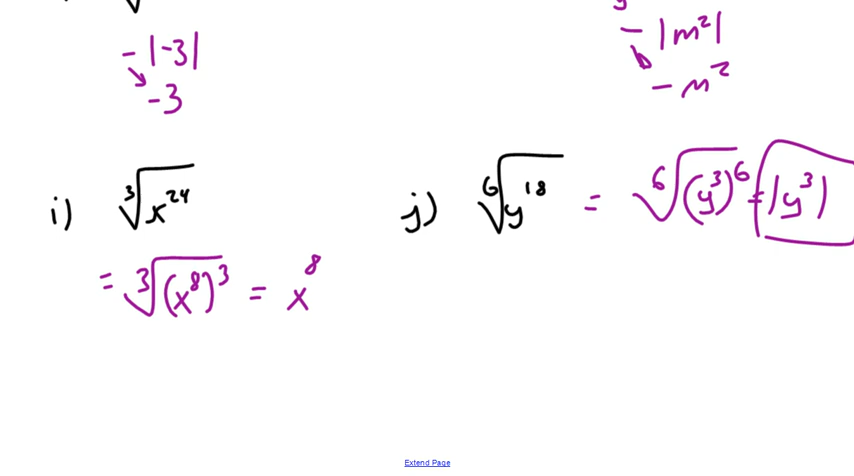 - |-3|
- |m²|
-3
- m²
i) ∛x²⁴
j) ⁶√y¹⁸ = ⁶√(y³)⁶ = |y³|
= ∛(x⁸)³ = x⁸
Extend Page